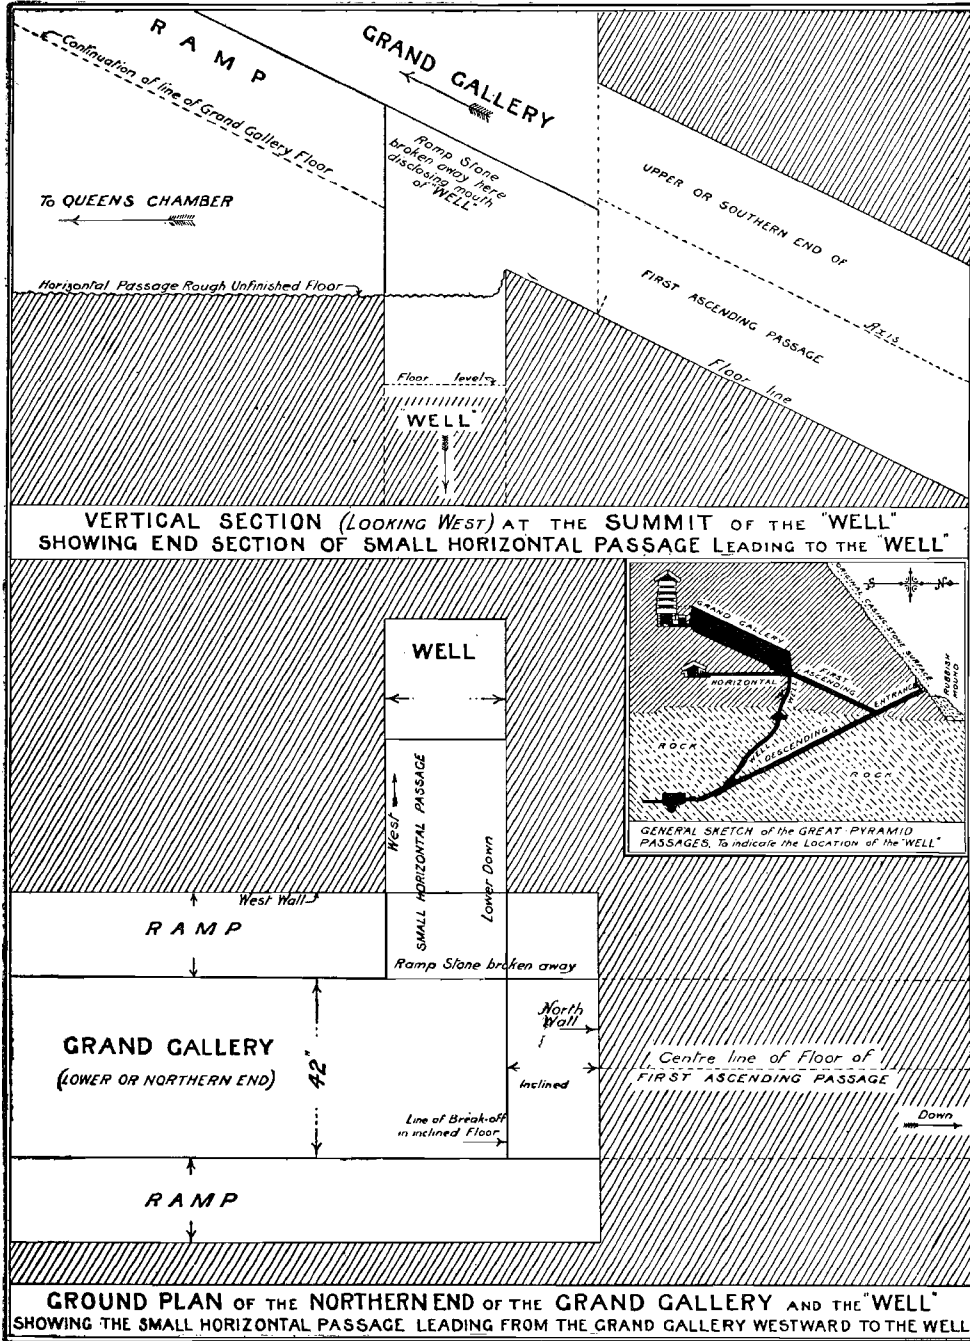 RAMP
GRAND GALLERY
Continuation of line of Grand Gallery Floor
Ramp Stone
broken away here
disclosing mouth
of "WELL"
UPPER OR SOUTHERN END OF
FIRST ASCENDING PASSAGE
Axis
Floor line
To QUEENS CHAMBER
Horizontal Passage Rough Unfinished Floor
Floor level
"WELL"
VERTICAL SECTION (LOOKING WEST) AT THE SUMMIT OF THE "WELL"
SHOWING END SECTION OF SMALL HORIZONTAL PASSAGE LEADING TO THE "WELL"
WELL
West
SMALL HORIZONTAL PASSAGE
Lower Down
West Wall
RAMP
Ramp Stone broken away
GRAND GALLERY
(LOWER OR NORTHERN END)
42"
North
Wall
Inclined
Line of Break-off
in inclined Floor
Centre line of Floor of
FIRST ASCENDING PASSAGE
Down
RAMP
S
N
ORIGINAL CASING-STONE SURFACE
RUBBISH
MOUND
GRAND GALLERY
HORIZONTAL
FIRST
ASCENDING
ENTRANCE
WELL
WELL
DESCENDING
ROCK
ROCK
GENERAL SKETCH of the GREAT PYRAMID
PASSAGES, To indicate the LOCATION of the "WELL"
GROUND PLAN OF THE NORTHERN END OF THE GRAND GALLERY AND THE "WELL"
SHOWING THE SMALL HORIZONTAL PASSAGE LEADING FROM THE GRAND GALLERY WESTWARD TO THE WELL